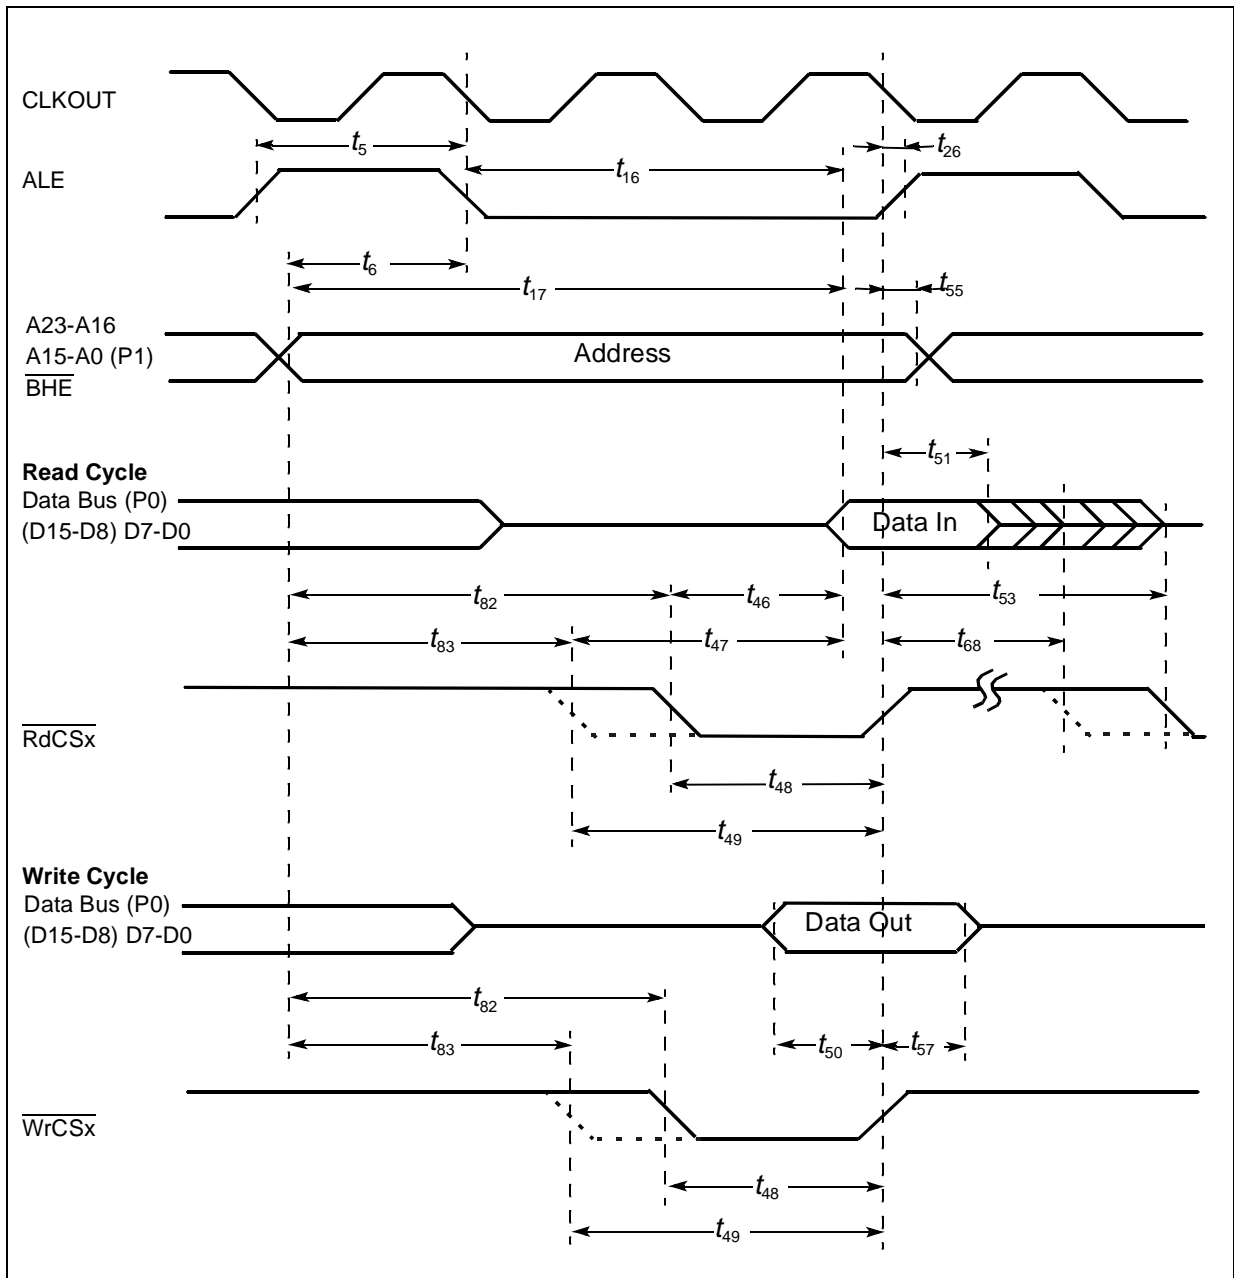 CLKOUT
t5
t26
ALE
t16
t6
t17
t55
A23-A16
A15-A0 (P1)
BHE
Address
Read Cycle
Data Bus (P0)
(D15-D8) D7-D0
t51
Data In
t82
t46
t53
t83
t47
t68
RdCSx
t48
t49
Write Cycle
Data Bus (P0)
(D15-D8) D7-D0
Data Out
t82
t83
t50
t57
WrCSx
t48
t49